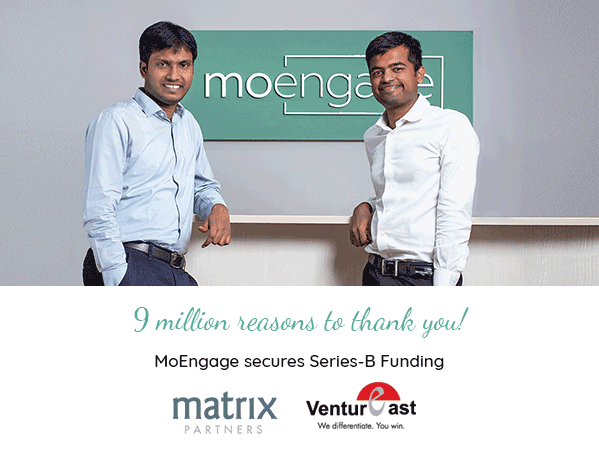 moengage
9 million reasons to thank you!
MoEngage secures Series-B Funding
matrix
PARTNERS
VenturEast
We differentiate. You win.